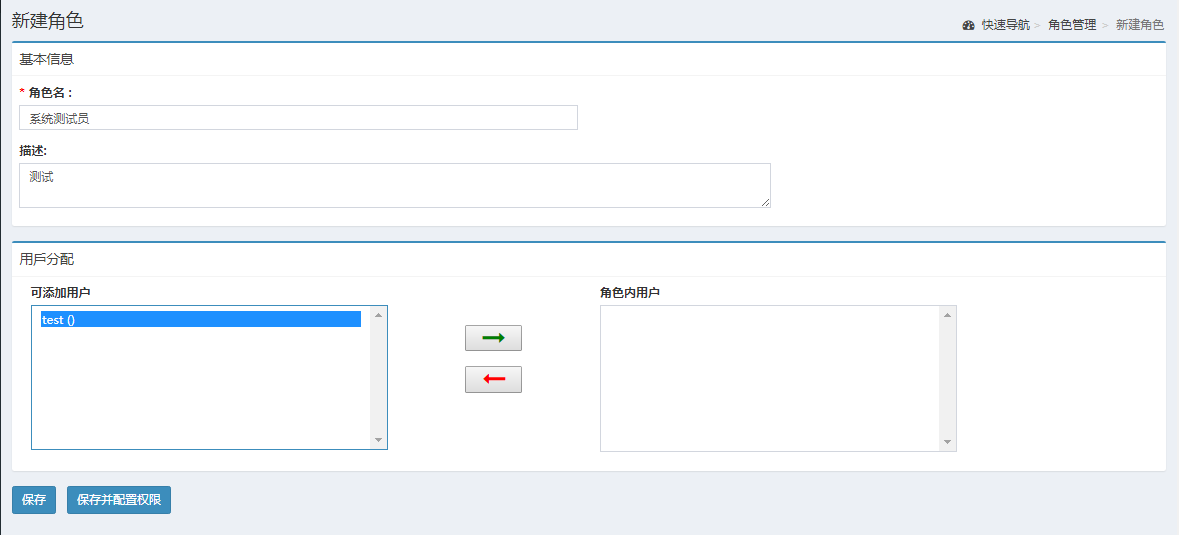 新建角色
快速导航 > 角色管理 > 新建角色
基本信息
* 角色名 :
系统测试员
描述:
测试
用戶分配
可添加用户
角色内用户
test ()
保存
保存并配置权限